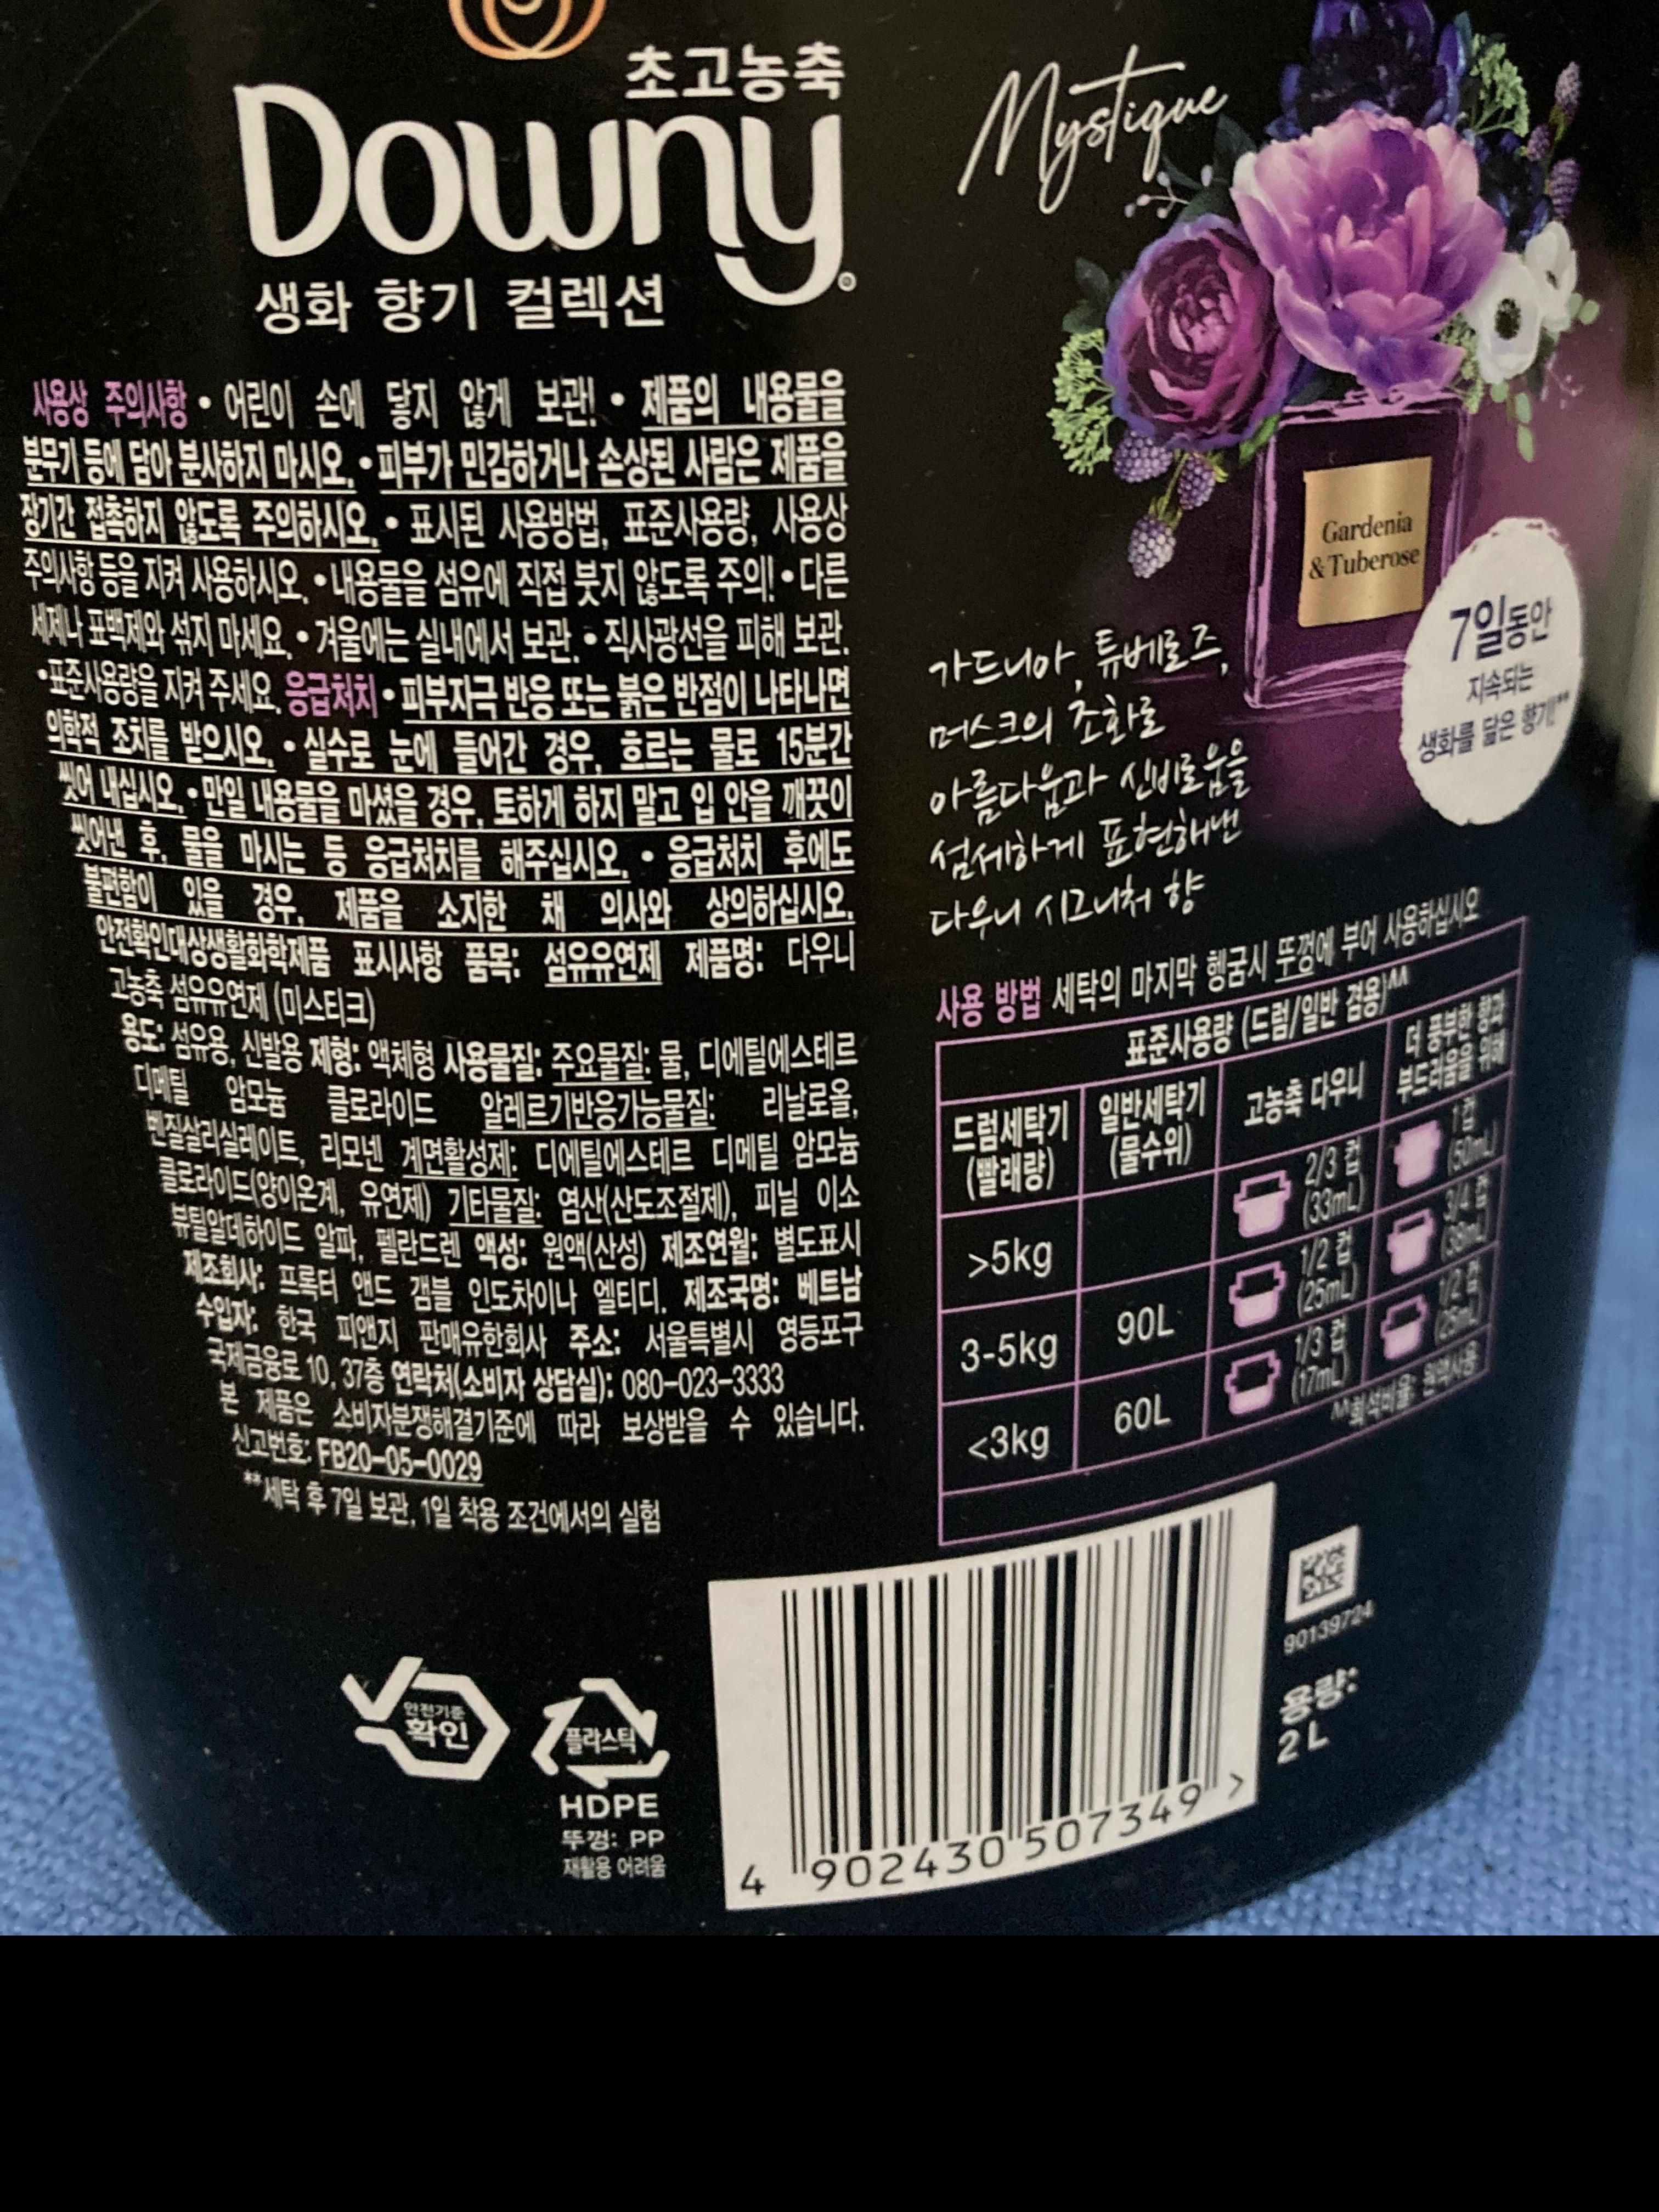 초고농축
Downy
생화 향기 컬렉션
사용상 주의사항 • 어린이 손에 닿지 않게 보관! • 제품의 내용물을
분무기 등에 담아 분사하지 마시오. • 피부가 민감하거나 손상된 사람은 제품을
장기간 접촉하지 않도록 주의하시오. • 표시된 사용방법, 표준사용량, 사용상
주의사항 등을 지켜 사용하시오. • 내용물을 섬유에 직접 붓지 않도록 주의! • 다른
세제나 표백제와 섞지 마세요. • 겨울에는 실내에서 보관. • 직사광선을 피해 보관.
• 표준사용량을 지켜 주세요. 응급처치 • 피부자극 반응 또는 붉은 반점이 나타나면
의학적 조치를 받으시오. • 실수로 눈에 들어간 경우, 흐르는 물로 15분간
씻어 내십시오. • 만일 내용물을 마셨을 경우, 토하게 하지 말고 입 안을 깨끗이
씻어낸 후, 물을 마시는 등 응급처치를 해주십시오. • 응급처치 후에도
불편함이 있을 경우, 제품을 소지한 채 의사와 상의하십시오.
안전확인대상생활화학제품 표시사항 품목: 섬유유연제 제품명: 다우니
고농축 섬유유연제 (미스티크)
용도: 섬유용, 신발용 제형: 액체형 사용물질: 주요물질: 물, 디에틸에스테르
디메틸 암모늄 클로라이드 알레르기반응가능물질: 리날로올,
벤질살리실레이트, 리모넨 계면활성제: 디에틸에스테르 디메틸 암모늄
클로라이드(양이온계, 유연제) 기타물질: 염산(산도조절제), 피닐 이소
뷰틸알데하이드 알파, 펠란드렌 액성: 원액(산성) 제조연월: 별도표시
제조회사: 프록터 앤드 갬블 인도차이나 엘티디. 제조국명: 베트남
수입자: 한국 피앤지 판매유한회사 주소: 서울특별시 영등포구
국제금융로 10, 37층 연락처(소비자 상담실): 080-023-3333
본 제품은 소비자분쟁해결기준에 따라 보상받을 수 있습니다.
신고번호: FB20-05-0029
**세탁 후 7일 보관, 1일 착용 조건에서의 실험
안전기준
확인
플라스틱
HDPE
뚜껑: PP
재활용 어려움
Mystique
Gardenia
& Tuberose
7일동안
지속되는
생화를 닮은 향기!**
가드니아, 튜베로즈,
머스크의 조화로
아름다움과 신비로움을
섬세하게 표현해낸
다우니 시그니처 향
사용 방법 세탁의 마지막 헹굼시 뚜껑에 부어 사용하십시오
표준사용량 (드럼/일반 겸용)^^
드럼세탁기 (빨래량) 일반세탁기 (물수위) 고농축 다우니 더 풍부한 향과 부드러움을 위해
>5kg 2/3 컵 (33mL) 1컵 (50mL)
3-5kg 90L 1/2 컵 (25mL) 3/4 컵 (38mL)
<3kg 60L 1/3 컵 (17mL) 1/2 컵 (25mL)
^^희석비율: 원액사용
4 902430 507349 >
90139724
용량:
2 L